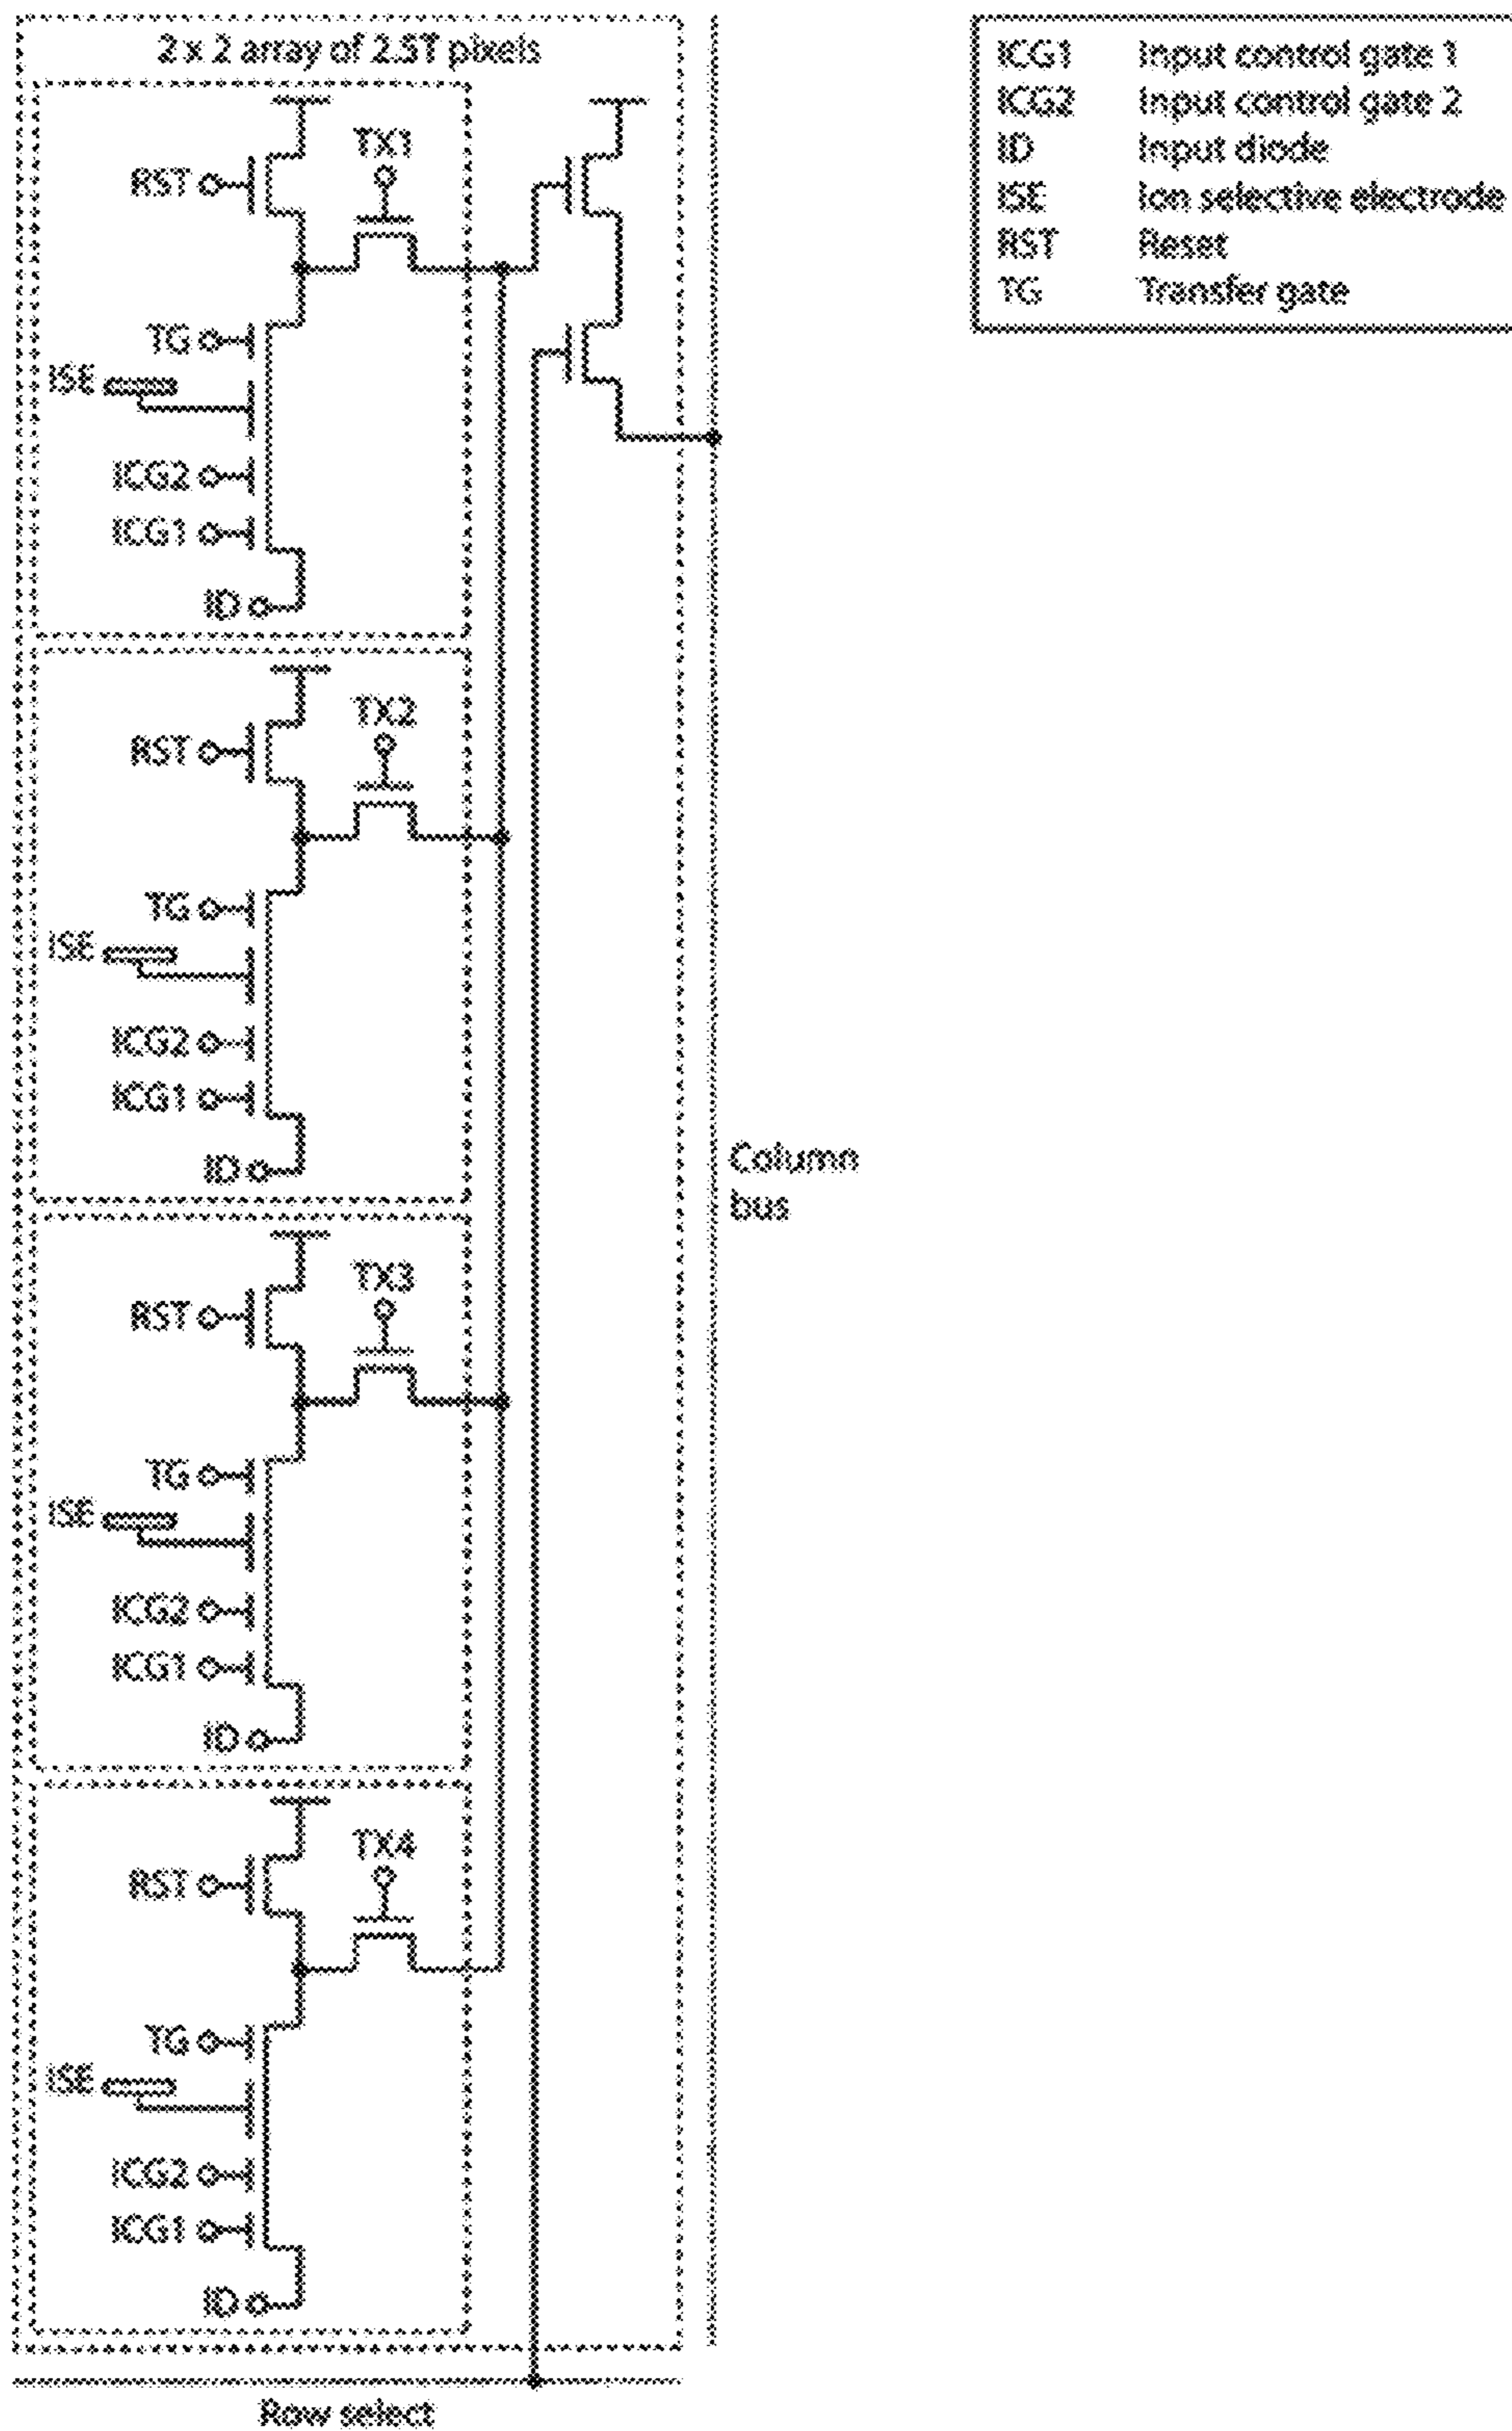 2 x 2 array of 2.5T pixels
TX1
RST
TG
ISE
ICG2
ICG1
ID
TX2
RST
TG
ISE
ICG2
ICG1
ID
TX3
RST
TG
ISE
ICG2
ICG1
ID
TX4
RST
TG
ISE
ICG2
ICG1
ID
Row select
Column
bus
ICG1 Input control gate 1
ICG2 Input control gate 2
ID Input diode
ISE Ion selective electrode
RST Reset
TG Transfer gate